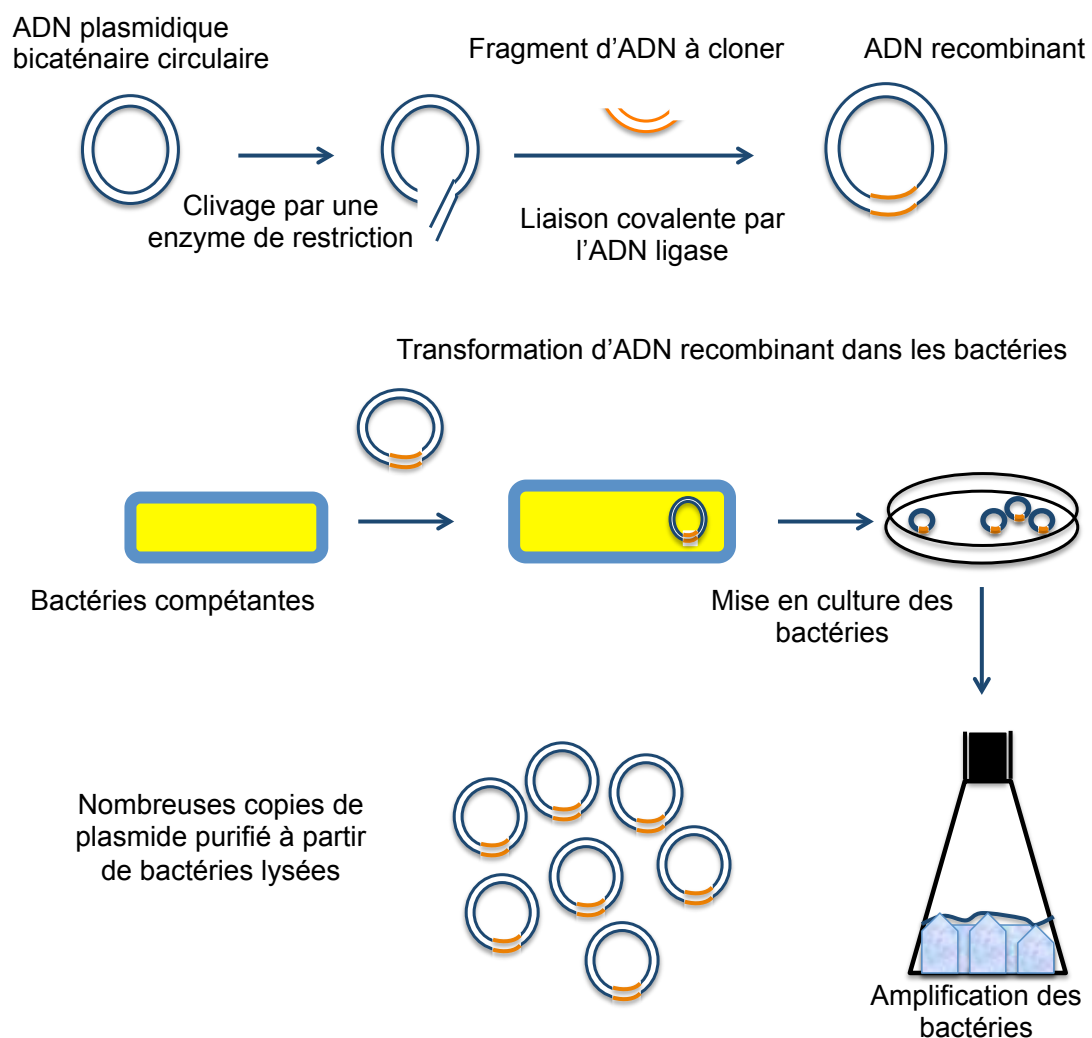 ADN plasmidique
bicaténaire circulaire
Fragment d'ADN à cloner
ADN recombinant
Clivage par une
enzyme de restriction
Liaison covalente par
l'ADN ligase
Transformation d'ADN recombinant dans les bactéries
Bactéries compétantes
Mise en culture des
bactéries
Nombreuses copies de
plasmide purifié à partir
de bactéries lysées
Amplification des
bactéries